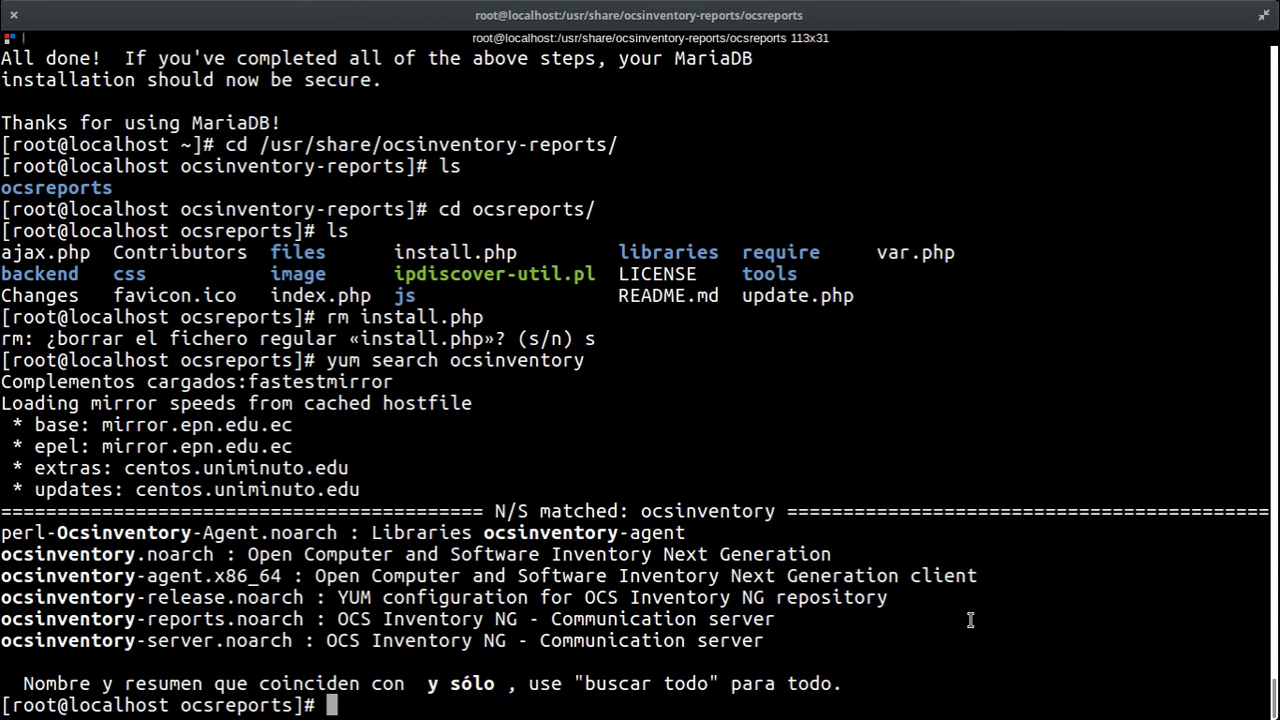 root@localhost:/usr/share/ocsinventory-reports/ocsreports
root@localhost:/usr/share/ocsinventory-reports/ocsreports 113x31
All done!  If you've completed all of the above steps, your MariaDB
installation should now be secure.
Thanks for using MariaDB!
[root@localhost ~]# cd /usr/share/ocsinventory-reports/
[root@localhost ocsinventory-reports]# ls
ocsreports
[root@localhost ocsinventory-reports]# cd ocsreports/
[root@localhost ocsreports]# ls
ajax.php  Contributors  files      install.php         libraries  require     var.php
backend   css           image      ipdiscover-util.pl  LICENSE    tools
Changes   favicon.ico   index.php  js                  README.md  update.php
[root@localhost ocsreports]# rm install.php
rm: ¿borrar el fichero regular «install.php»? (s/n) s
[root@localhost ocsreports]# yum search ocsinventory
Complementos cargados:fastestmirror
Loading mirror speeds from cached hostfile
 * base: mirror.epn.edu.ec
 * epel: mirror.epn.edu.ec
 * extras: centos.uniminuto.edu
 * updates: centos.uniminuto.edu
=========================================== N/S matched: ocsinventory ===========================================
perl-Ocsinventory-Agent.noarch : Libraries ocsinventory-agent
ocsinventory.noarch : Open Computer and Software Inventory Next Generation
ocsinventory-agent.x86_64 : Open Computer and Software Inventory Next Generation client
ocsinventory-release.noarch : YUM configuration for OCS Inventory NG repository
ocsinventory-reports.noarch : OCS Inventory NG - Communication server
ocsinventory-server.noarch : OCS Inventory NG - Communication server
  Nombre y resumen que coinciden con  y sólo , use "buscar todo" para todo.
[root@localhost ocsreports]#